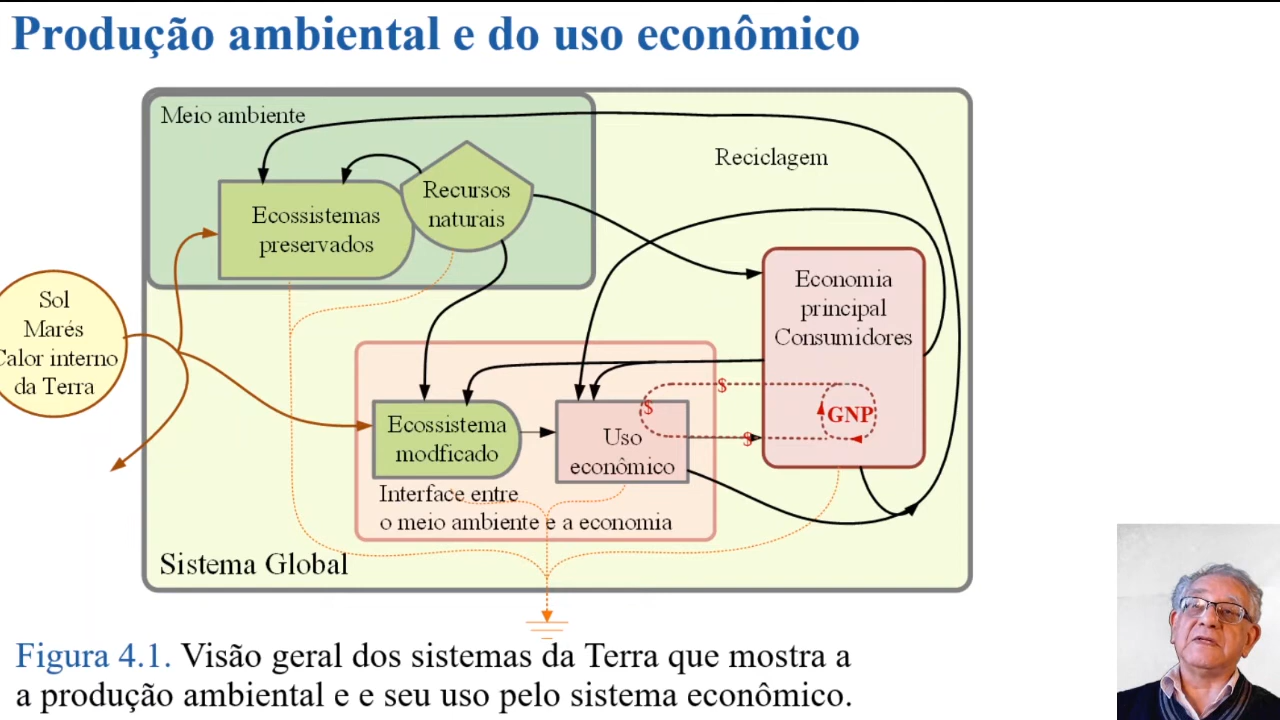 Produção ambiental e do uso econômico
Meio ambiente
Reciclagem
Ecossistemas
preservados
Recursos
naturais
Sol
Marés
Calor interno
da Terra
Economia
principal
Consumidores
$
$
GNP
$
Ecossistema
modficado
Uso
econômico
Interface entre
o meio ambiente e a economia
Sistema Global
Figura 4.1. Visão geral dos sistemas da Terra que mostra a
a produção ambiental e e seu uso pelo sistema econômico.